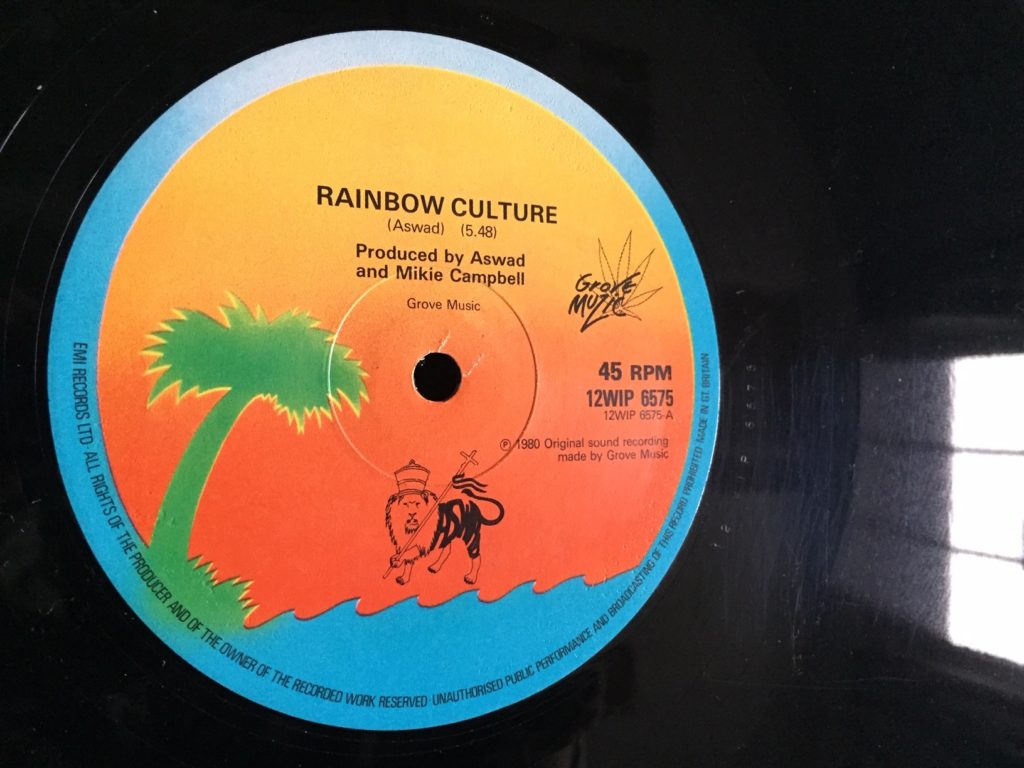 RAINBOW CULTURE
(Aswad) (5.48)
Produced by Aswad
and Mikie Campbell
Grove Music
GROVE
MUZIC
45 RPM
12WIP 6575
12WIP 6575-A
℗ 1980 Original sound recording
made by Grove Music
ASWAD
EMI RECORDS LTD · ALL RIGHTS OF THE PRODUCER AND OF THE OWNER OF THE RECORDED WORK RESERVED · UNAUTHORISED PUBLIC PERFORMANCE AND BROADCASTING OF THIS RECORD PROHIBITED · MADE IN GT. BRITAIN